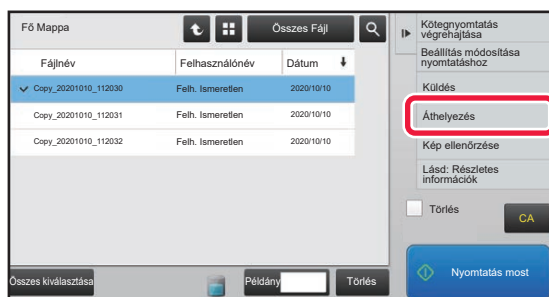 Fő Mappa
Összes Fájl
Fájlnév Felhasználónév Dátum
Copy_20201010_112030 Felh. Ismeretlen 2020/10/10
Copy_20201010_112031 Felh. Ismeretlen 2020/10/10
Copy_20201010_112032 Felh. Ismeretlen 2020/10/10
Összes kiválasztása
Példány
Törlés
Kötegnyomtatás
végrehajtása
Beállítás módosítása
nyomtatáshoz
Küldés
Áthelyezés
Kép ellenőrzése
Lásd: Részletes
információk
Törlés
CA
Nyomtatás most